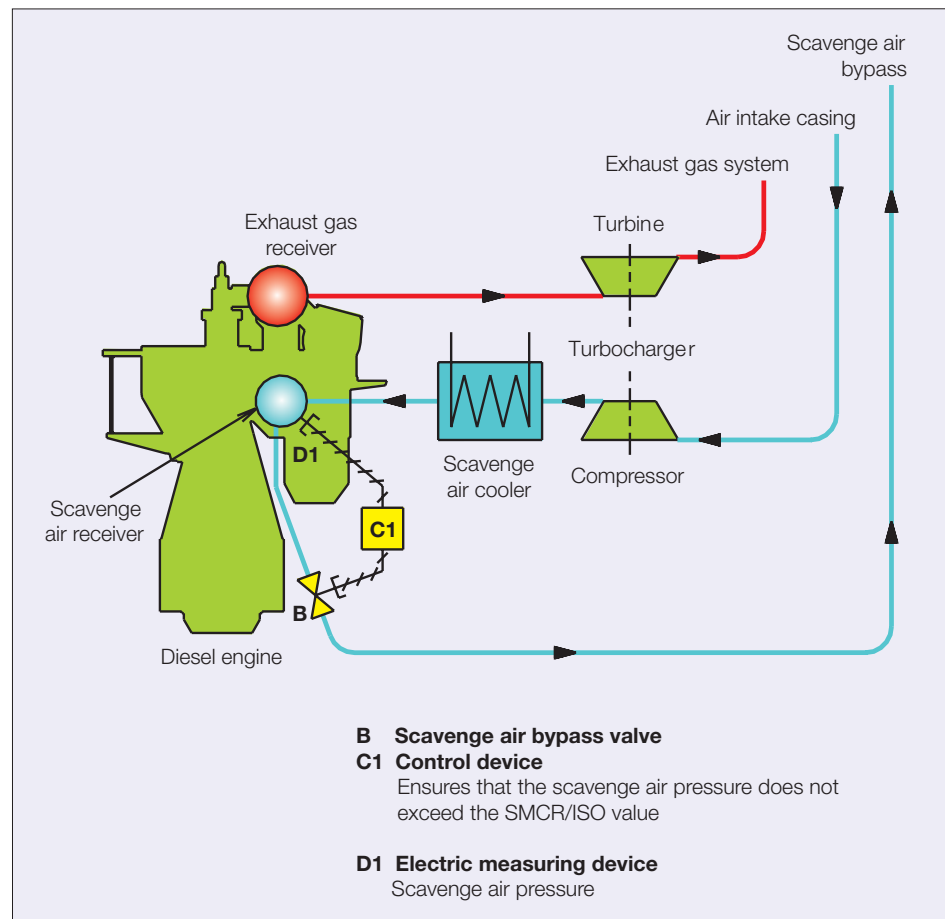 Scavenge air
bypass
Air intake casing
Exhaust gas system
Exhaust gas
receiver
Turbine
Turbocharger
D1
Scavenge
air cooler
Compressor
Scavenge
air receiver
C1
B
Diesel engine
B Scavenge air bypass valve
C1 Control device
Ensures that the scavenge air pressure does not
exceed the SMCR/ISO value
D1 Electric measuring device
Scavenge air pressure